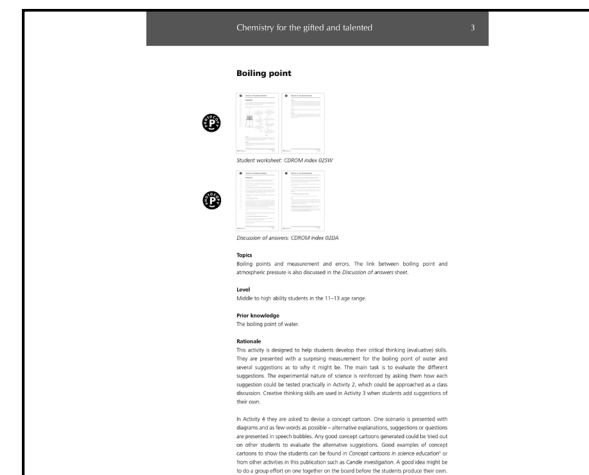 Chemistry for the gifted and talented 3
Boiling point
P
Student worksheet: CDROM index 02SW
P
Discussion of answers: CDROM index 02DA
Topics
Boiling points and measurement and errors. The link between boiling point and
atmospheric pressure is also discussed in the Discussion of answers sheet.
Level
Middle to high ability students in the 11–13 age range.
Prior knowledge
The boiling point of water.
Rationale
This activity is designed to help students develop their critical thinking (evaluative) skills.
They are presented with a surprising measurement for the boiling point of water and
several suggestions as to why it might be. The main task is to evaluate the different
suggestions. The experimental nature of science is reinforced by asking them how each
suggestion could be tested practically in Activity 2, which could be approached as a class
discussion. Creative thinking skills are used in Activity 3 when students add suggestions of
their own.
In Activity 4 they are asked to devise a concept cartoon. One scenario is presented with
diagrams and as few words as possible – alternative explanations, suggestions or questions
are presented in speech bubbles. Any good concept cartoons generated could be tried out
on other students to evaluate the alternative suggestions. Good examples of concept
cartoons to show the students can be found in Concept cartoons in science education¹ or
from other activities in this publication such as Candle investigation. A good idea might be
to do a group effort on one together on the board before the students produce their own.